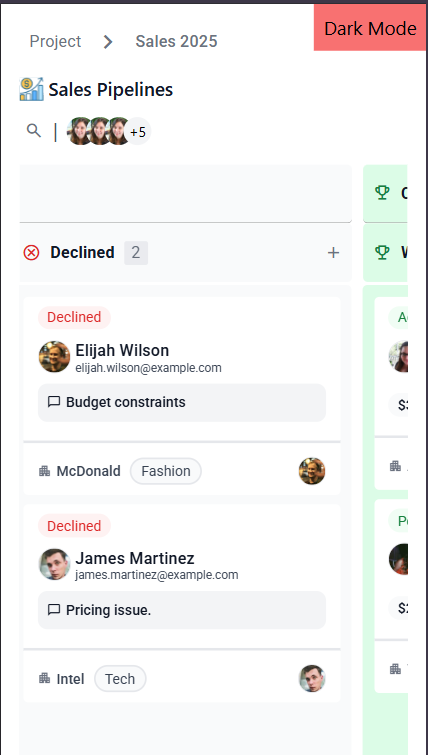 Project > Sales 2025
Dark Mode
Sales Pipelines
+5
Declined 2 +
Declined
Elijah Wilson
elijah.wilson@example.com
Budget constraints
McDonald Fashion
Declined
James Martinez
james.martinez@example.com
Pricing issue.
Intel Tech